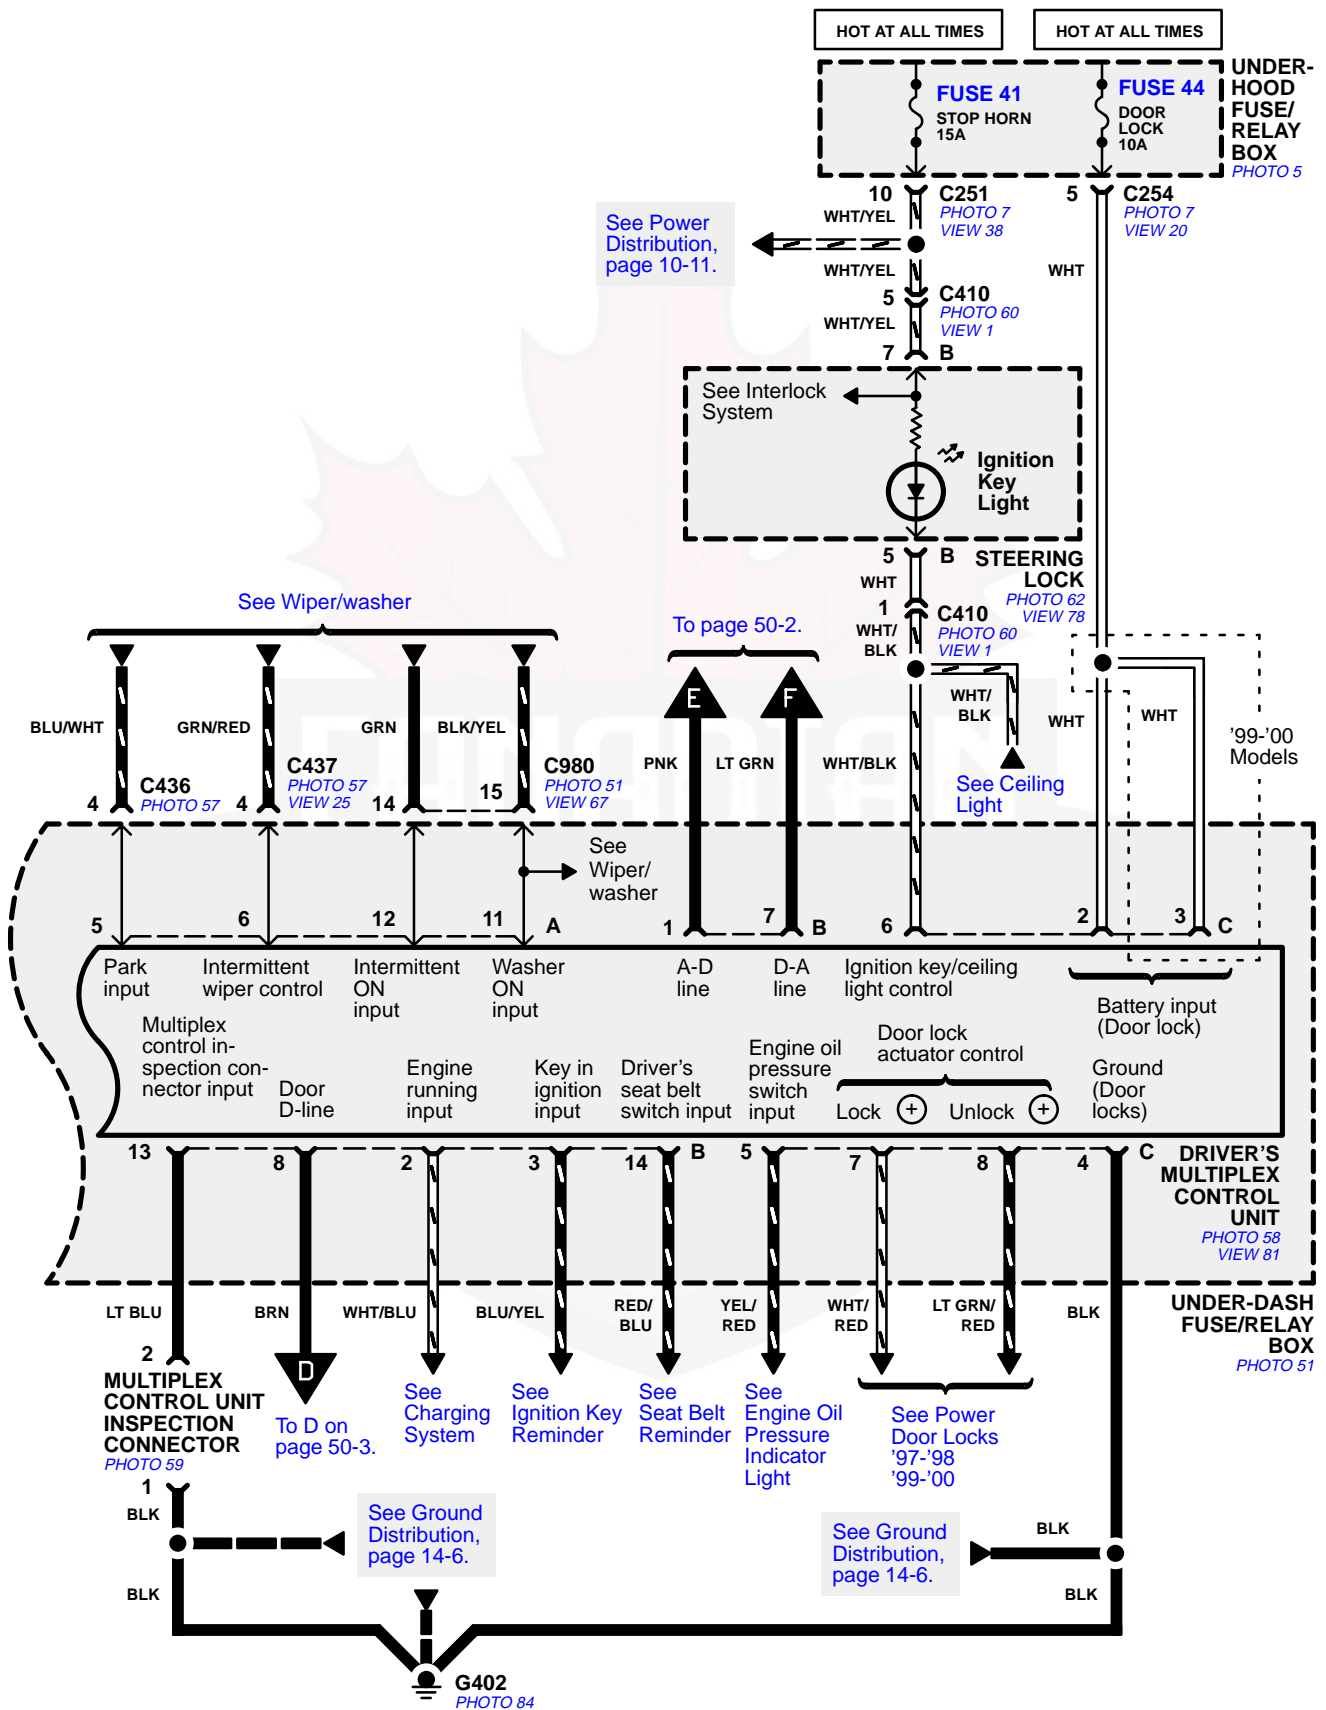 HOT AT ALL TIMES
HOT AT ALL TIMES
UNDER-
HOOD
FUSE/
RELAY
BOX
PHOTO 5
FUSE 41
STOP HORN
15A
FUSE 44
DOOR
LOCK
10A
10
C251
PHOTO 7
VIEW 38
5
C254
PHOTO 7
VIEW 20
WHT/YEL
See Power
Distribution,
page 10-11.
WHT/YEL
WHT
5
C410
PHOTO 60
VIEW 1
WHT/YEL
7
B
See Interlock
System
Ignition
Key
Light
5
B
STEERING
LOCK
PHOTO 62
VIEW 78
WHT
1
C410
PHOTO 60
VIEW 1
WHT/
BLK
See Wiper/washer
To page 50-2.
E
F
BLU/WHT
GRN/RED
GRN
BLK/YEL
PNK
LT GRN
WHT/BLK
WHT/
BLK
WHT
WHT
'99-'00
Models
See Ceiling
Light
CANADIAN
4
C436
PHOTO 57
4
C437
PHOTO 57
VIEW 25
14
15
C980
PHOTO 51
VIEW 67
See
Wiper/
washer
5
6
12
11
A
1
7
B
6
2
3
C
Park
input
Intermittent
wiper control
Intermittent
ON
input
Washer
ON
input
A-D
line
D-A
line
Ignition key/ceiling
light control
Battery input
(Door lock)
Multiplex
control in-
spection con-
nector input
Door
D-line
Engine
running
input
Key in
ignition
input
Driver's
seat belt
switch input
Engine oil
pressure
switch
input
Door lock
actuator control
Lock +
Unlock +
Ground
(Door
locks)
13
8
2
3
14
B
5
7
8
4
C
DRIVER'S
MULTIPLEX
CONTROL
UNIT
PHOTO 58
VIEW 81
LT BLU
BRN
WHT/BLU
BLU/YEL
RED/
BLU
YEL/
RED
WHT/
RED
LT GRN/
RED
BLK
UNDER-DASH
FUSE/RELAY
BOX
PHOTO 51
2
MULTIPLEX
CONTROL UNIT
INSPECTION
CONNECTOR
PHOTO 59
1
D
To D on
page 50-3.
See
Charging
System
See
Ignition Key
Reminder
See
Seat Belt
Reminder
See
Engine Oil
Pressure
Indicator
Light
See Power
Door Locks
'97-'98
'99-'00
BLK
See Ground
Distribution,
page 14-6.
See Ground
Distribution,
page 14-6.
BLK
BLK
BLK
G402
PHOTO 84